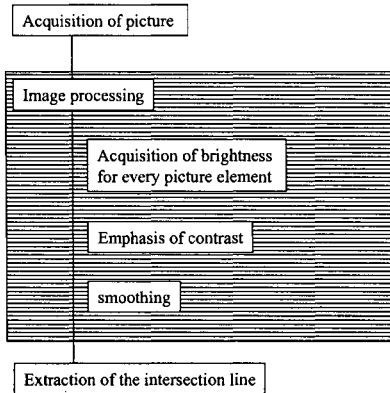 Acquisition of picture
Image processing
Acquisition of brightness
for every picture element
Emphasis of contrast
smoothing
Extraction of the intersection line